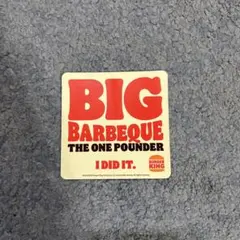 BIG
BARBEQUE
THE ONE POUNDER
I DID IT.
BURGER
KING